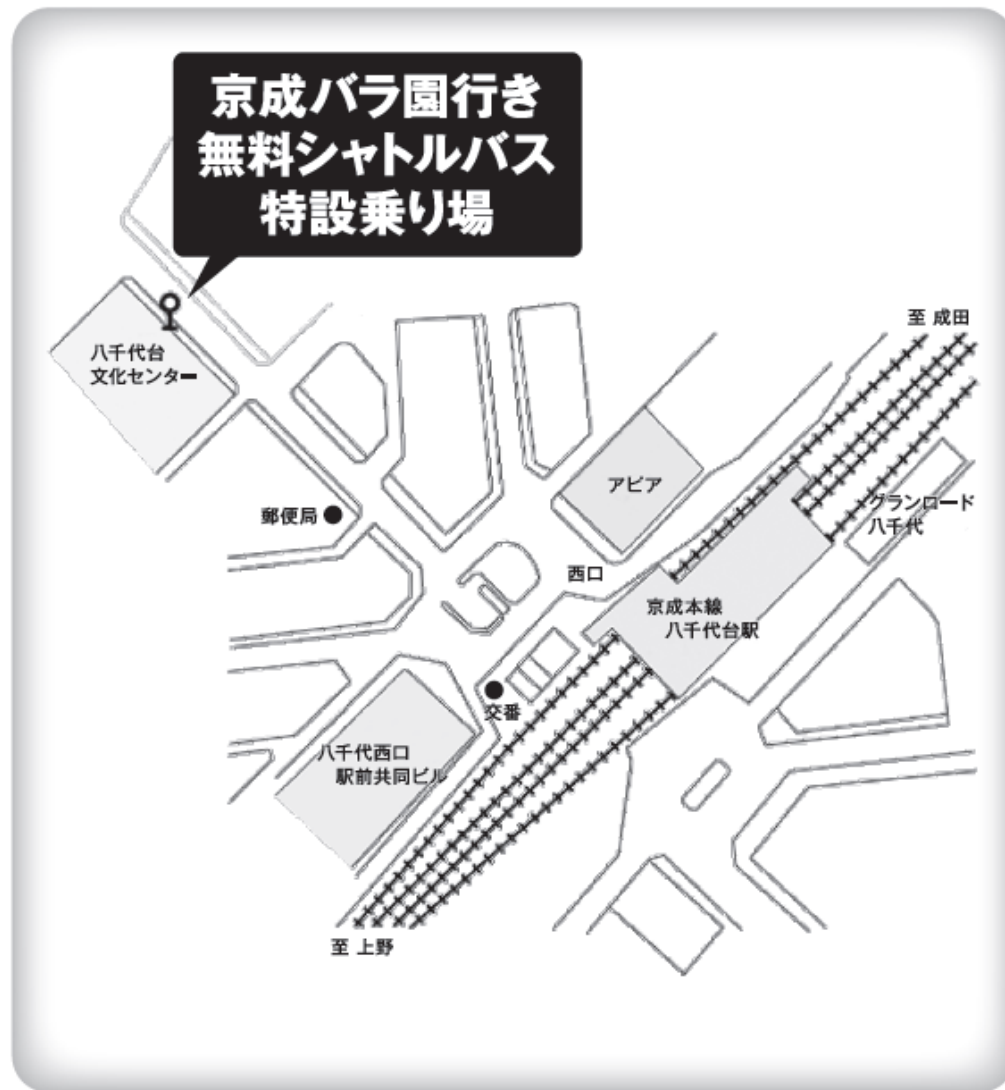 京成バラ園行き
無料シャトルバス
特設乗り場
至 成田
八千代台
文化センター
アピア
グランロード
八千代
郵便局
西口
京成本線
八千代台駅
交番
八千代西口
駅前共同ビル
至 上野